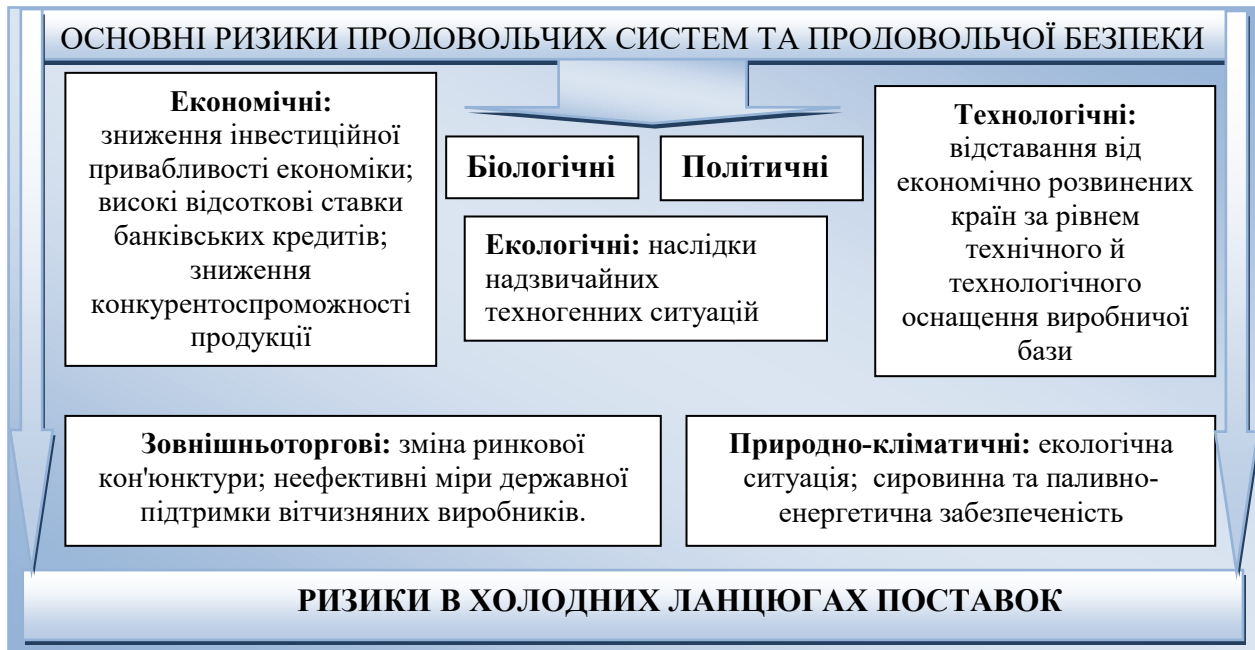 ОСНОВНІ РИЗИКИ ПРОДОВОЛЬЧИХ СИСТЕМ ТА ПРОДОВОЛЬЧОЇ БЕЗПЕКИ
Економічні:
зниження інвестиційної
привабливості економіки;
високі відсоткові ставки
банківських кредитів;
зниження
конкурентоспроможності
продукції
Біологічні
Політичні
Екологічні: наслідки
надзвичайних
техногенних ситуацій
Технологічні:
відставання від
економічно розвинених
країн за рівнем
технічного й
технологічного
оснащення виробничої
бази
Зовнішньоторгові: зміна ринкової
кон'юнктури; неефективні міри державної
підтримки вітчизняних виробників.
Природно-кліматичні: екологічна
ситуація; сировинна та паливно-
енергетична забезпеченість
РИЗИКИ В ХОЛОДНИХ ЛАНЦЮГАХ ПОСТАВОК